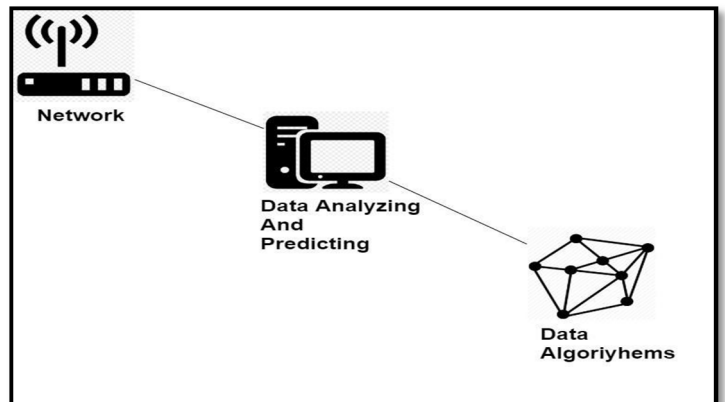 Network
Data Analyzing
And
Predicting
Data
Algoriyhems